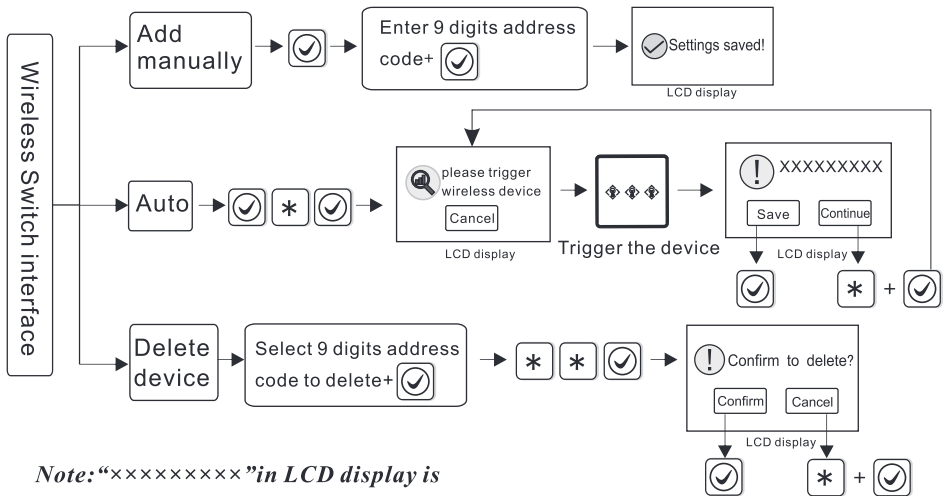 Wireless Switch interface
Add
manually
Enter 9 digits address
code+
Settings saved!
LCD display
Auto
*
please trigger
wireless device
Cancel
LCD display
Trigger the device
! XXXXXXXXX
Save Continue
LCD display
* +
Delete
device
Select 9 digits address
code to delete+
* *
! Confirm to delete?
Confirm Cancel
LCD display
* +
Note:“×××××××××”in LCD display is